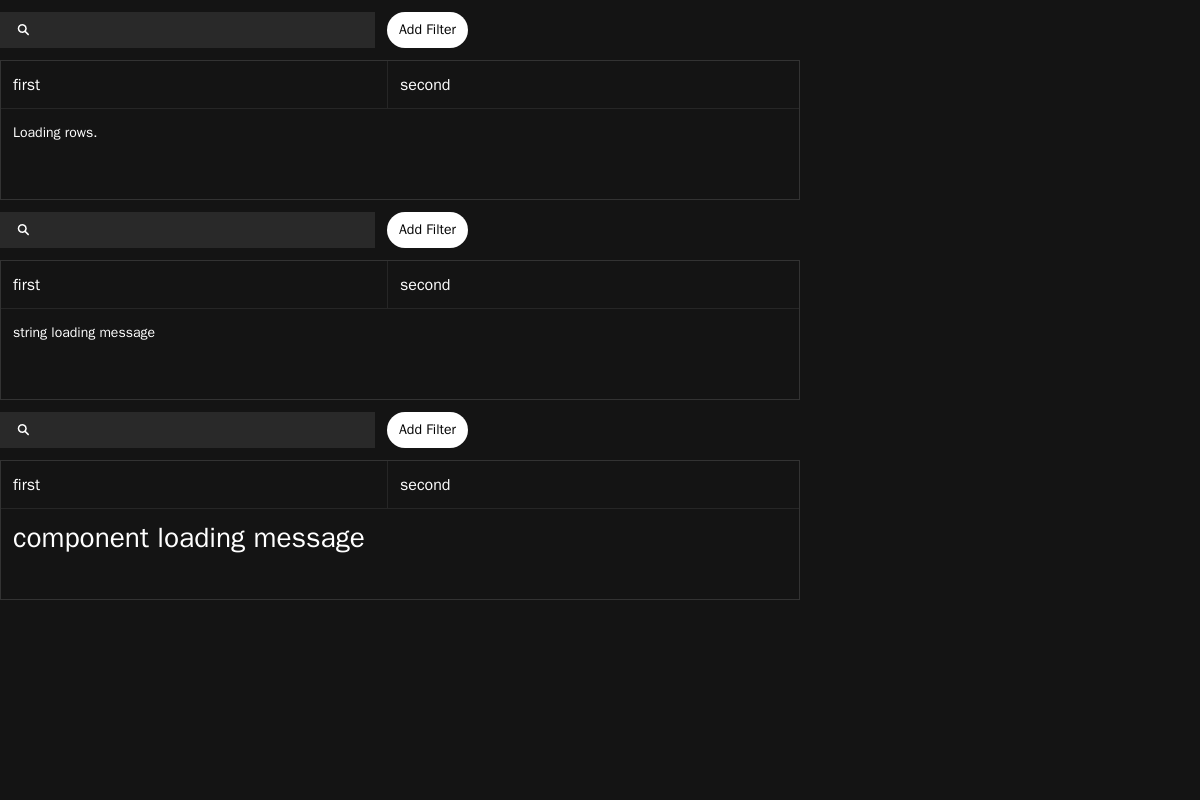 Add Filter
first second
Loading rows.
Add Filter
first second
string loading message
Add Filter
first second
component loading message